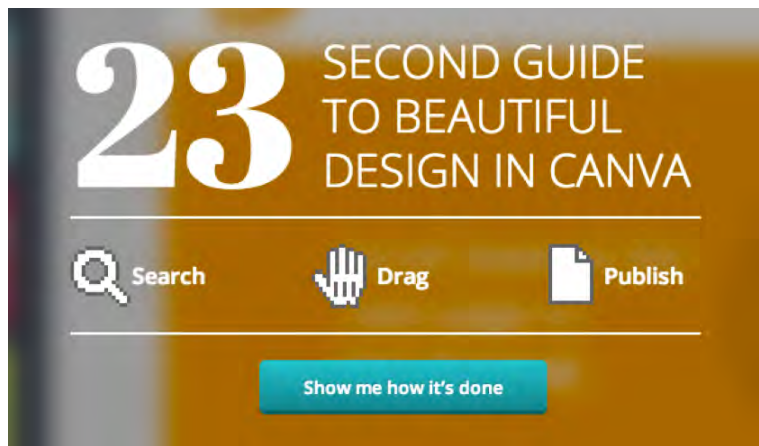 23 SECOND GUIDE
TO BEAUTIFUL
DESIGN IN CANVA
Search Drag Publish
Show me how it's done